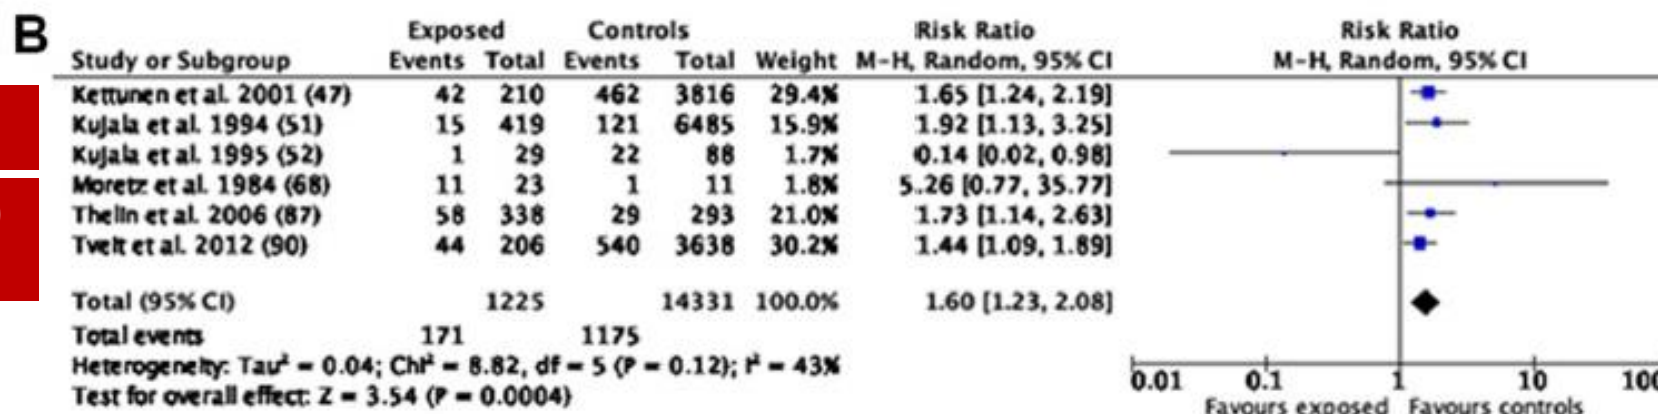 B
Exposed Controls Risk Ratio Risk Ratio
Study or Subgroup Events Total Events Total Weight M-H, Random, 95% CI M-H, Random, 95% CI
Kettunen et al. 2001 (47) 42 210 462 3816 29.4% 1.65 [1.24, 2.19]
Kujala et al. 1994 (51) 15 419 121 6485 15.9% 1.92 [1.13, 3.25]
Kujala et al. 1995 (52) 1 29 22 88 1.7% 0.14 [0.02, 0.98]
Moretz et al. 1984 (68) 11 23 1 11 1.8% 5.26 [0.77, 35.77]
Thelin et al. 2006 (87) 58 338 29 293 21.0% 1.73 [1.14, 2.63]
Tveit et al. 2012 (90) 44 206 540 3638 30.2% 1.44 [1.09, 1.89]
Total (95% CI) 1225 14331 100.0% 1.60 [1.23, 2.08]
Total events 171 1175
Heterogeneity: Tau² = 0.04; Chi² = 8.82, df = 5 (P = 0.12); I² = 43%
Test for overall effect: Z = 3.54 (P = 0.0004)
0.01 0.1 1 10 100
Favours exposed Favours controls